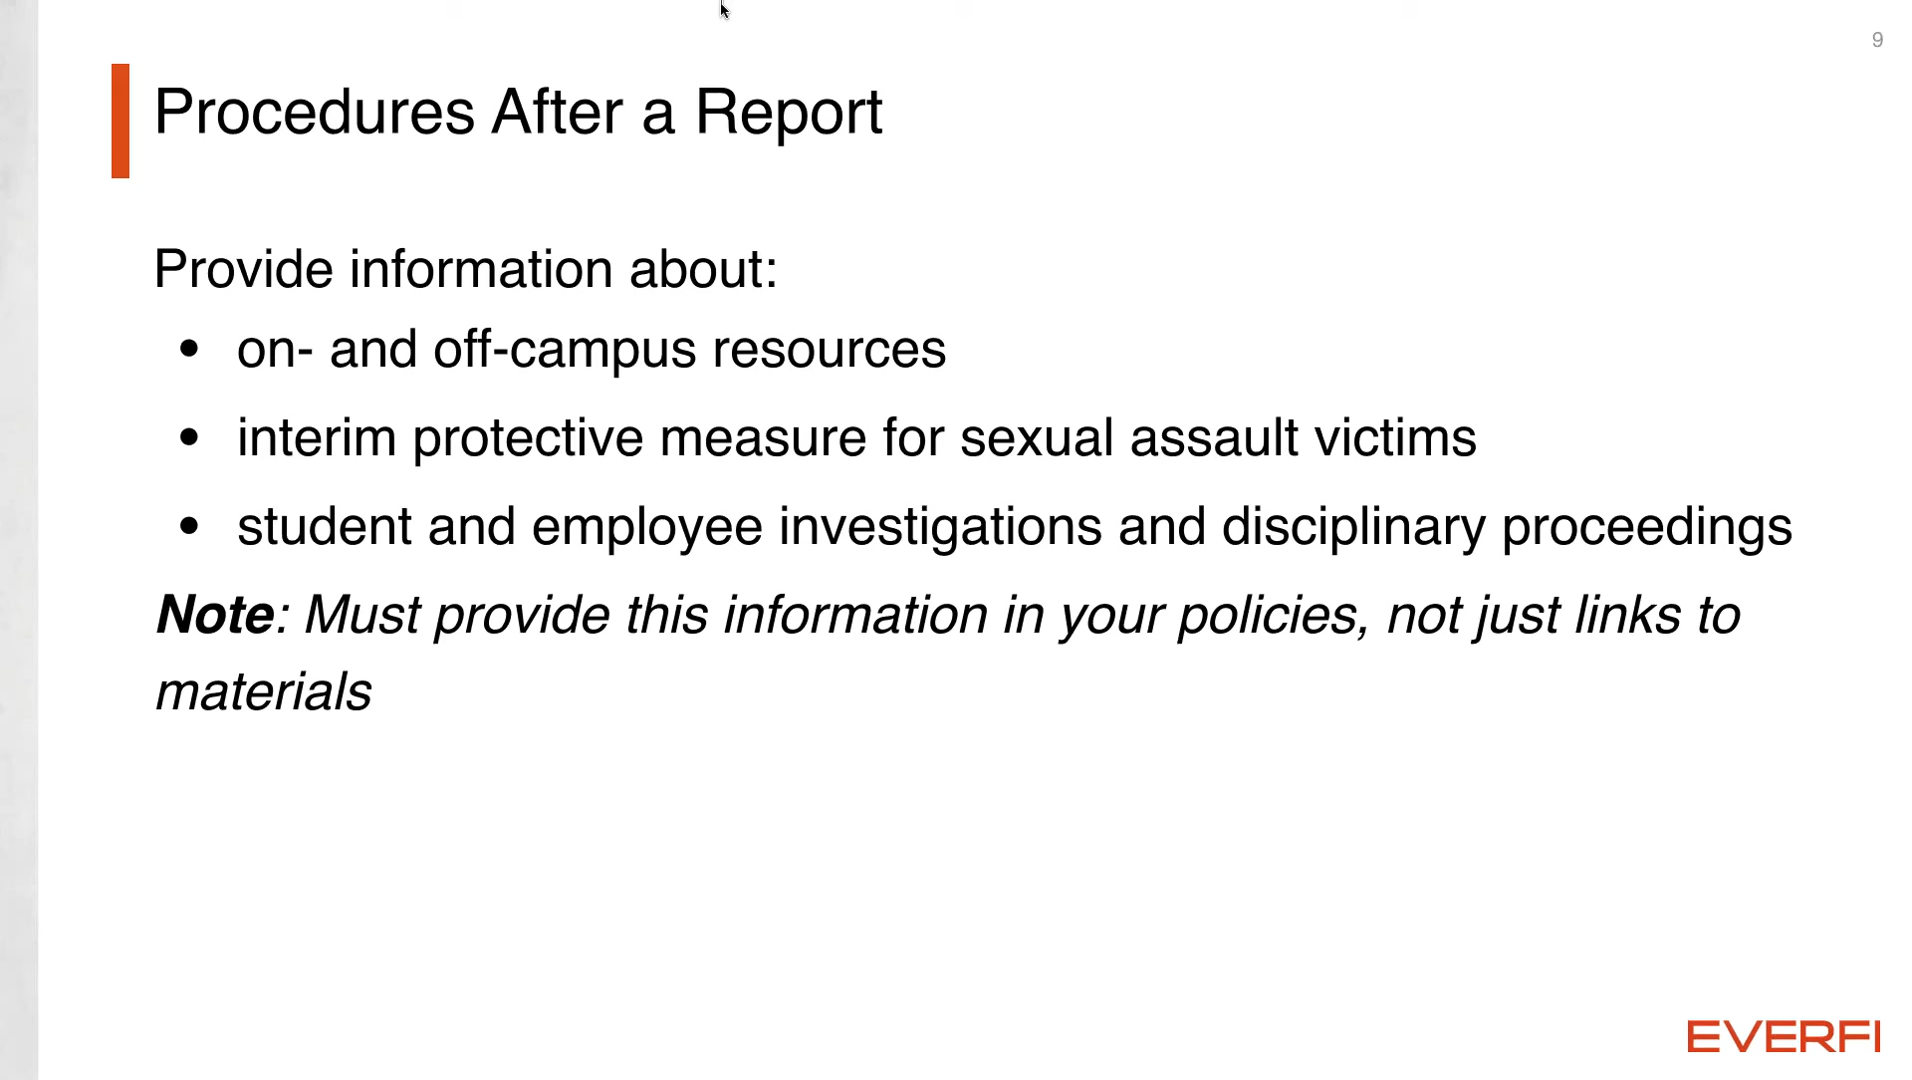 9
Procedures After a Report
Provide information about:
• on- and off-campus resources
• interim protective measure for sexual assault victims
• student and employee investigations and disciplinary proceedings
Note: Must provide this information in your policies, not just links to
materials
EVERFI